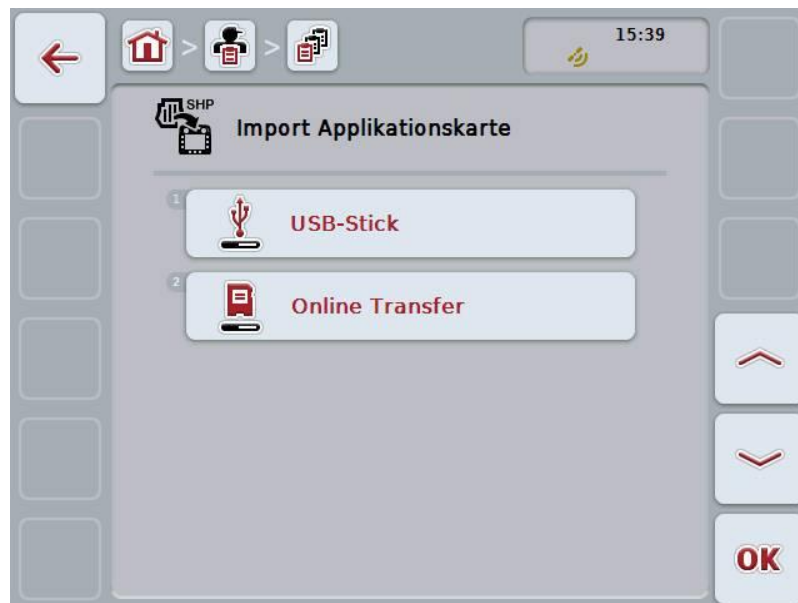 15:39
SHP
Import Applikationskarte
1
USB-Stick
2
Online Transfer
OK